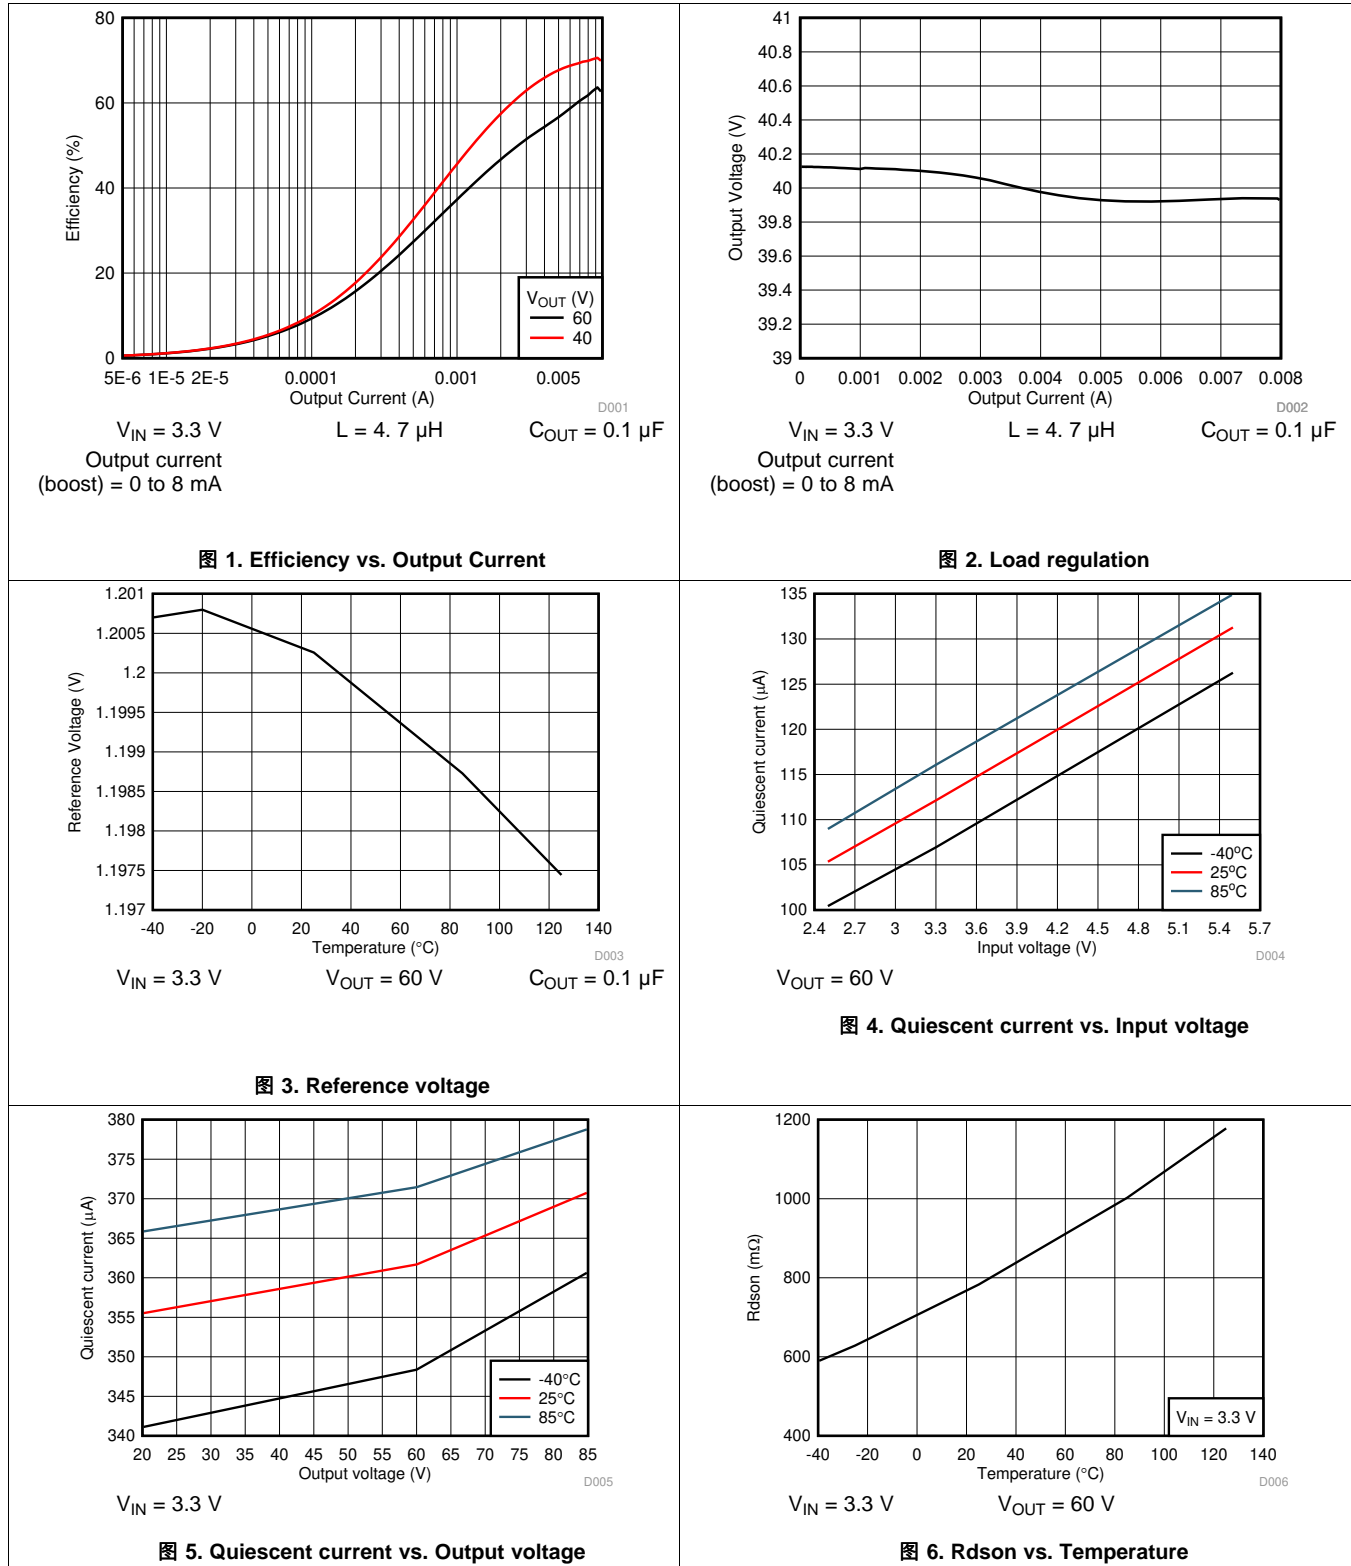 80
60
40
20
0
Efficiency (%)
V_OUT (V)
60
40
5E-6 1E-5 2E-5 0.0001 0.001 0.005
Output Current (A)
D001
V_IN = 3.3 V L = 4. 7 µH C_OUT = 0.1 µF
Output current
(boost) = 0 to 8 mA
图 1. Efficiency vs. Output Current
41
40.8
40.6
40.4
40.2
40
39.8
39.6
39.4
39.2
39
Output Voltage (V)
0 0.001 0.002 0.003 0.004 0.005 0.006 0.007 0.008
Output Current (A)
D002
V_IN = 3.3 V L = 4. 7 µH C_OUT = 0.1 µF
Output current
(boost) = 0 to 8 mA
图 2. Load regulation
1.201
1.2005
1.2
1.1995
1.199
1.1985
1.198
1.1975
1.197
Reference Voltage (V)
-40 -20 0 20 40 60 80 100 120 140
Temperature (°C)
D003
V_IN = 3.3 V V_OUT = 60 V C_OUT = 0.1 µF
图 3. Reference voltage
135
130
125
120
115
110
105
100
Quiescent current (µA)
-40°C
25°C
85°C
2.4 2.7 3 3.3 3.6 3.9 4.2 4.5 4.8 5.1 5.4 5.7
Input voltage (V)
D004
V_OUT = 60 V
图 4. Quiescent current vs. Input voltage
380
375
370
365
360
355
350
345
340
Quiescent current (µA)
-40°C
25°C
85°C
20 25 30 35 40 45 50 55 60 65 70 75 80 85
Output voltage (V)
D005
V_IN = 3.3 V
图 5. Quiescent current vs. Output voltage
1200
1000
800
600
400
Rdson (mΩ)
V_IN = 3.3 V
-40 -20 0 20 40 60 80 100 120 140
Temperature (°C)
D006
V_IN = 3.3 V V_OUT = 60 V
图 6. Rdson vs. Temperature